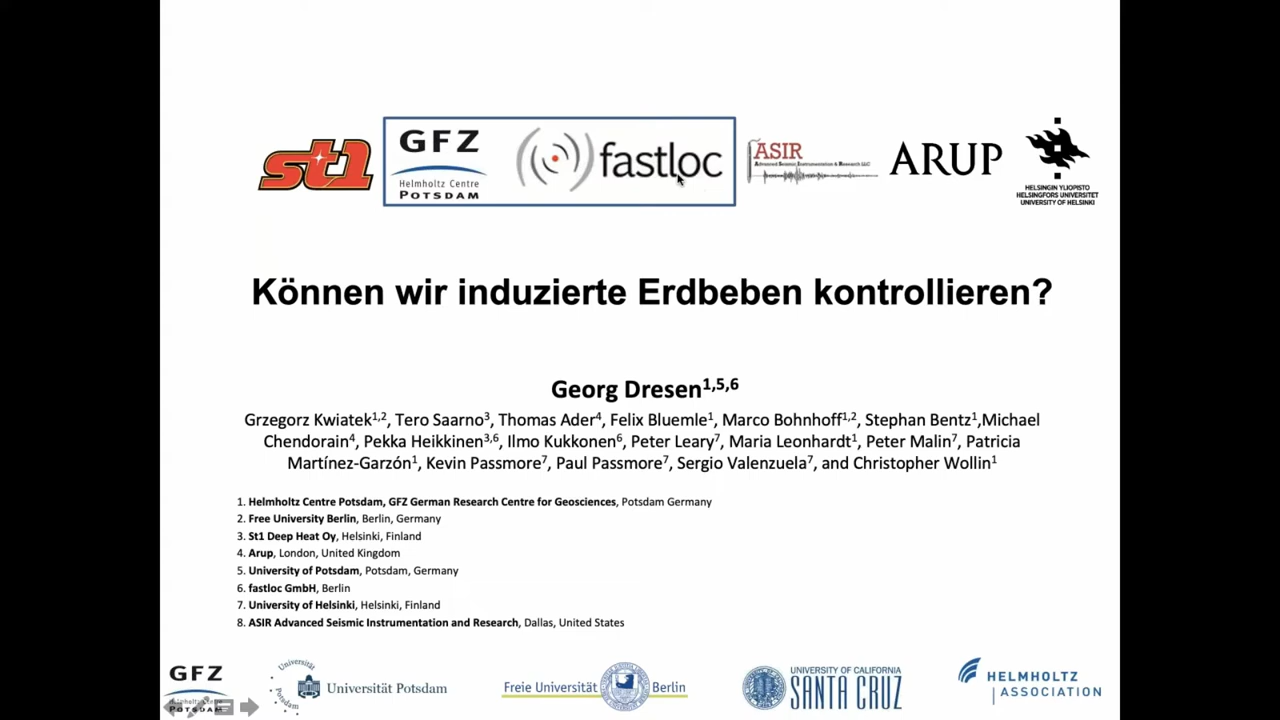 st1
GFZ
Helmholtz Centre
POTSDAM
fastloc
ASIR
Advanced Seismic Instrumentation & Research LLC
ARUP
HELSINGIN YLIOPISTO
HELSINGFORS UNIVERSITET
UNIVERSITY OF HELSINKI
Können wir induzierte Erdbeben kontrollieren?
Georg Dresen1,5,6
Grzegorz Kwiatek1,2, Tero Saarno3, Thomas Ader4, Felix Bluemle1, Marco Bohnhoff1,2, Stephan Bentz1,Michael
Chendorain4, Pekka Heikkinen3,6, Ilmo Kukkonen6, Peter Leary7, Maria Leonhardt1, Peter Malin7, Patricia
Martínez-Garzón1, Kevin Passmore7, Paul Passmore7, Sergio Valenzuela7, and Christopher Wollin1
1. Helmholtz Centre Potsdam, GFZ German Research Centre for Geosciences, Potsdam Germany
2. Free University Berlin, Berlin, Germany
3. St1 Deep Heat Oy, Helsinki, Finland
4. Arup, London, United Kingdom
5. University of Potsdam, Potsdam, Germany
6. fastloc GmbH, Berlin
7. University of Helsinki, Helsinki, Finland
8. ASIR Advanced Seismic Instrumentation and Research, Dallas, United States
GFZ
Helmholtz Centre
POTSDAM
Universität
Potsdam
Universität Potsdam
Freie Universität Berlin
UNIVERSITY OF CALIFORNIA
SANTA CRUZ
HELMHOLTZ
ASSOCIATION